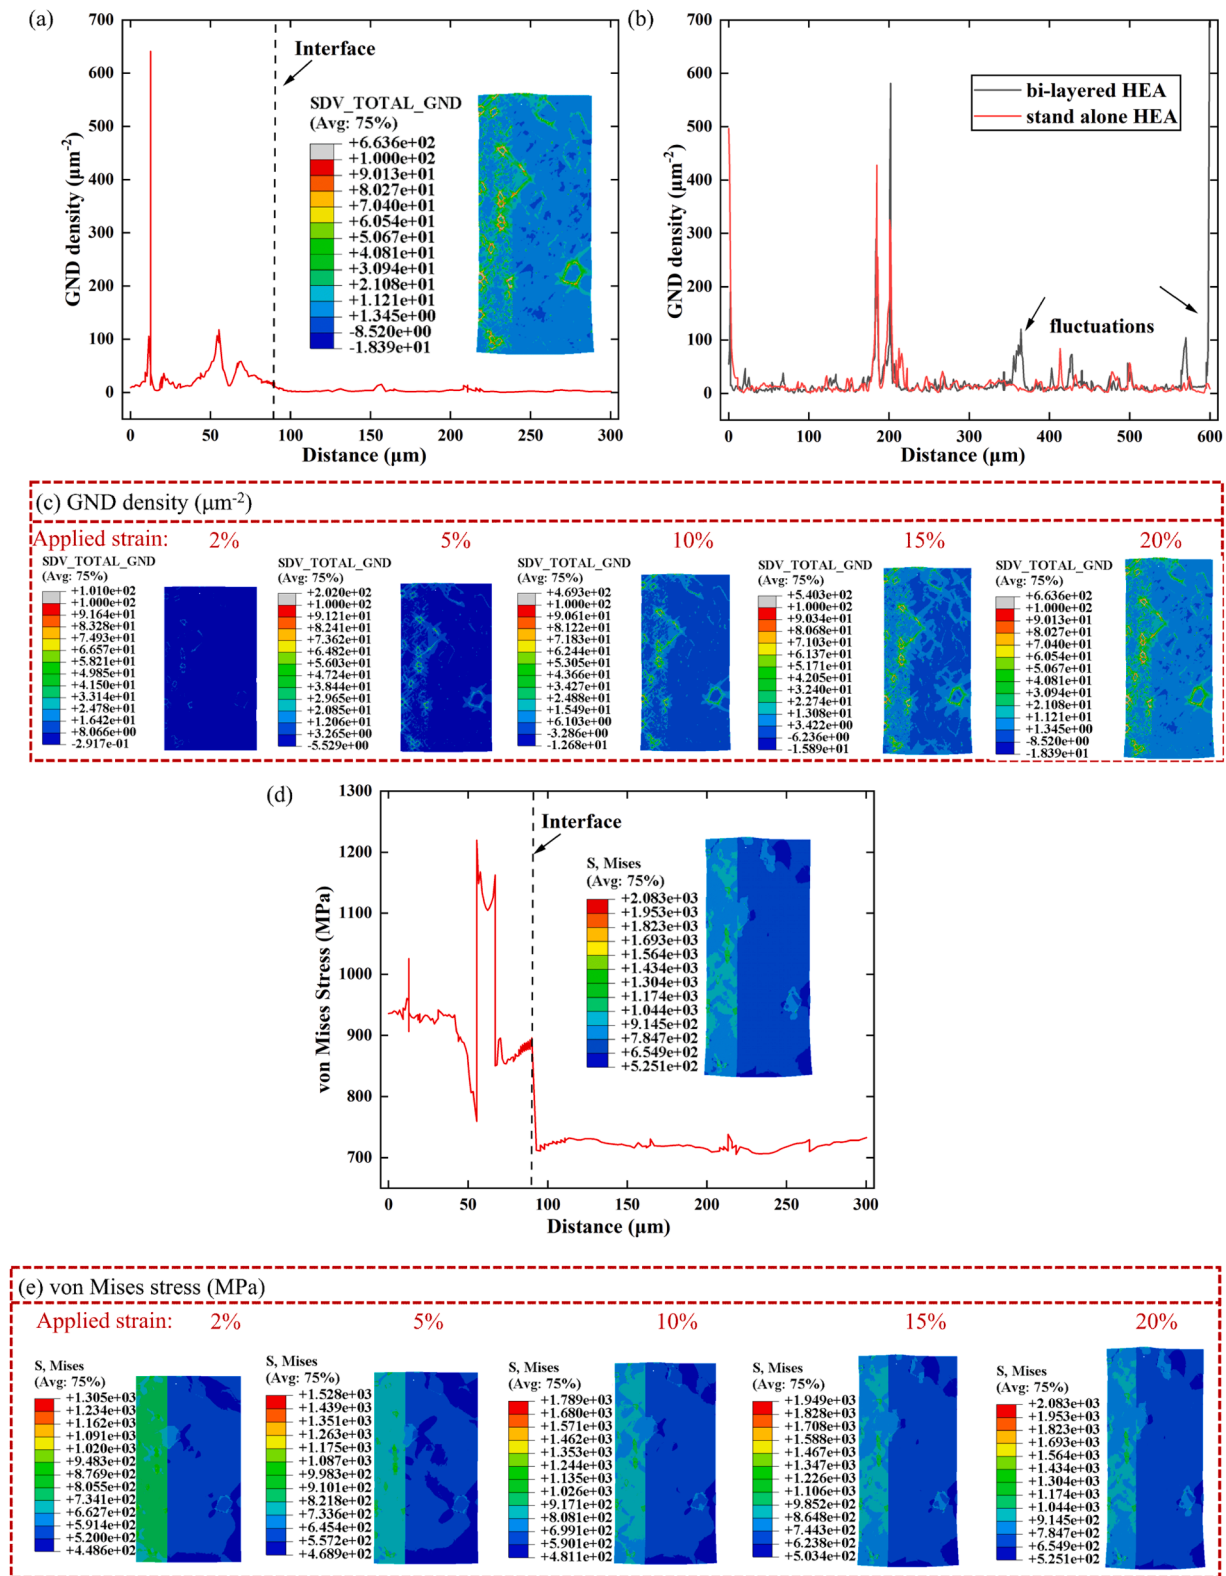 (a)
700
600
500
400
300
200
100
0
GND density (μm⁻²)
Interface
SDV_TOTAL_GND
(Avg: 75%)
+6.636e+02
+1.000e+02
+9.013e+01
+8.027e+01
+7.040e+01
+6.054e+01
+5.067e+01
+4.081e+01
+3.094e+01
+2.108e+01
+1.121e+01
+1.345e+00
-8.520e+00
-1.839e+01
0 50 100 150 200 250 300
Distance (μm)
(b)
700
600
500
400
300
200
100
0
GND density (μm⁻²)
bi-layered HEA
stand alone HEA
fluctuations
0 100 200 300 400 500 600
Distance (μm)
(c) GND density (μm⁻²)
Applied strain: 2% 5% 10% 15% 20%
SDV_TOTAL_GND
(Avg: 75%)
+1.010e+02
+1.000e+02
+9.164e+01
+8.328e+01
+7.493e+01
+6.657e+01
+5.821e+01
+4.985e+01
+4.150e+01
+3.314e+01
+2.478e+01
+1.642e+01
+8.066e+00
-2.917e-01
SDV_TOTAL_GND
(Avg: 75%)
+2.020e+02
+1.000e+02
+9.121e+01
+8.241e+01
+7.362e+01
+6.482e+01
+5.603e+01
+4.724e+01
+3.844e+01
+2.965e+01
+2.085e+01
+1.206e+01
+3.265e+00
-5.529e+00
SDV_TOTAL_GND
(Avg: 75%)
+4.693e+02
+1.000e+02
+9.061e+01
+8.122e+01
+7.183e+01
+6.244e+01
+5.305e+01
+4.366e+01
+3.427e+01
+2.488e+01
+1.549e+01
+6.103e+00
-3.286e+00
-1.268e+01
SDV_TOTAL_GND
(Avg: 75%)
+5.403e+02
+1.000e+02
+9.034e+01
+8.068e+01
+7.103e+01
+6.137e+01
+5.171e+01
+4.205e+01
+3.240e+01
+2.274e+01
+1.308e+01
+3.422e+00
-6.236e+00
-1.589e+01
SDV_TOTAL_GND
(Avg: 75%)
+6.636e+02
+1.000e+02
+9.013e+01
+8.027e+01
+7.040e+01
+6.054e+01
+5.067e+01
+4.081e+01
+3.094e+01
+2.108e+01
+1.121e+01
+1.345e+00
-8.520e+00
-1.839e+01
(d)
1300
1200
1100
1000
900
800
700
von Mises Stress (MPa)
Interface
S, Mises
(Avg: 75%)
+2.083e+03
+1.953e+03
+1.823e+03
+1.693e+03
+1.564e+03
+1.434e+03
+1.304e+03
+1.174e+03
+1.044e+03
+9.145e+02
+7.847e+02
+6.549e+02
+5.251e+02
0 50 100 150 200 250 300
Distance (μm)
(e) von Mises stress (MPa)
Applied strain: 2% 5% 10% 15% 20%
S, Mises
(Avg: 75%)
+1.305e+03
+1.234e+03
+1.162e+03
+1.091e+03
+1.020e+03
+9.483e+02
+8.769e+02
+8.055e+02
+7.341e+02
+6.627e+02
+5.914e+02
+5.200e+02
+4.486e+02
S, Mises
(Avg: 75%)
+1.528e+03
+1.439e+03
+1.351e+03
+1.263e+03
+1.175e+03
+1.087e+03
+9.983e+02
+9.101e+02
+8.218e+02
+7.336e+02
+6.454e+02
+5.572e+02
+4.689e+02
S, Mises
(Avg: 75%)
+1.789e+03
+1.680e+03
+1.571e+03
+1.462e+03
+1.353e+03
+1.244e+03
+1.135e+03
+1.026e+03
+9.171e+02
+8.081e+02
+6.991e+02
+5.901e+02
+4.811e+02
S, Mises
(Avg: 75%)
+1.949e+03
+1.828e+03
+1.708e+03
+1.588e+03
+1.467e+03
+1.347e+03
+1.226e+03
+1.106e+03
+9.852e+02
+8.648e+02
+7.443e+02
+6.238e+02
+5.034e+02
S, Mises
(Avg: 75%)
+2.083e+03
+1.953e+03
+1.823e+03
+1.693e+03
+1.564e+03
+1.434e+03
+1.304e+03
+1.174e+03
+1.044e+03
+9.145e+02
+7.847e+02
+6.549e+02
+5.251e+02